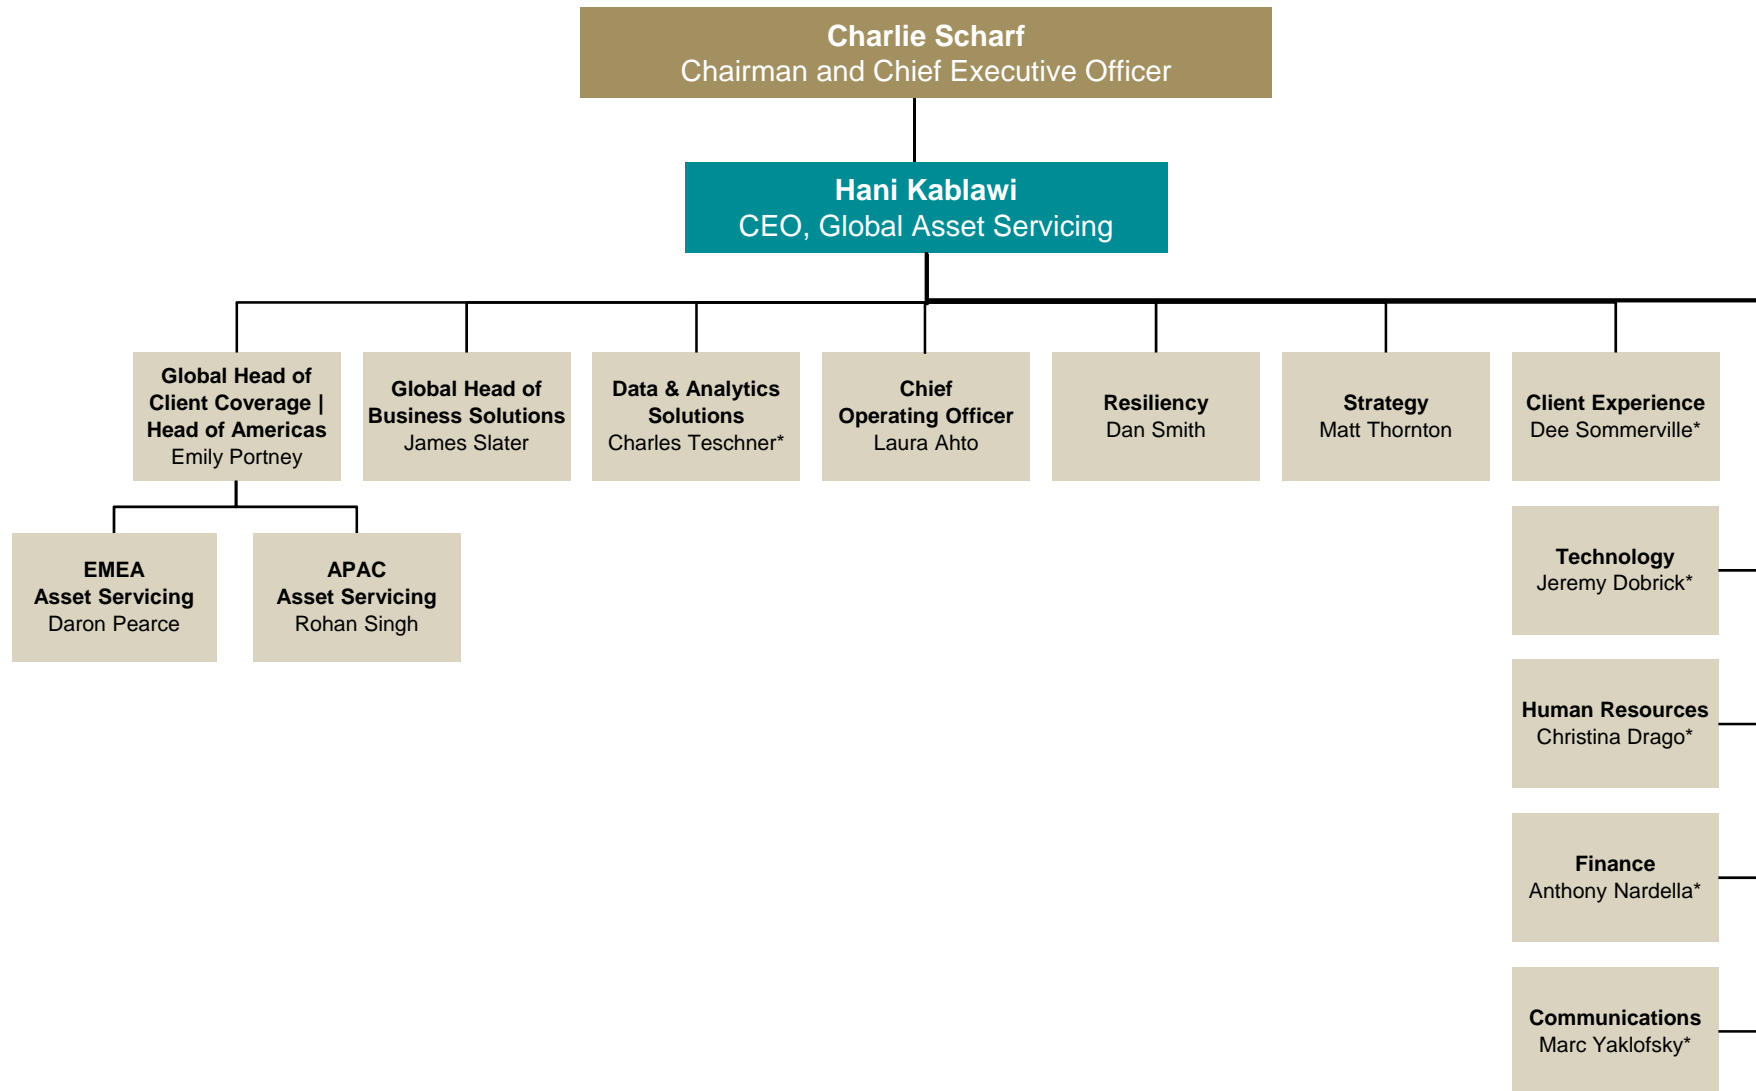 Charlie Scharf
Chairman and Chief Executive Officer
Hani Kablawi
CEO, Global Asset Servicing
Global Head of
Client Coverage |
Head of Americas
Emily Portney
Global Head of
Business Solutions
James Slater
Data & Analytics
Solutions
Charles Teschner*
Chief
Operating Officer
Laura Ahto
Resiliency
Dan Smith
Strategy
Matt Thornton
Client Experience
Dee Sommerville*
EMEA
Asset Servicing
Daron Pearce
APAC
Asset Servicing
Rohan Singh
Technology
Jeremy Dobrick*
Human Resources
Christina Drago*
Finance
Anthony Nardella*
Communications
Marc Yaklofsky*